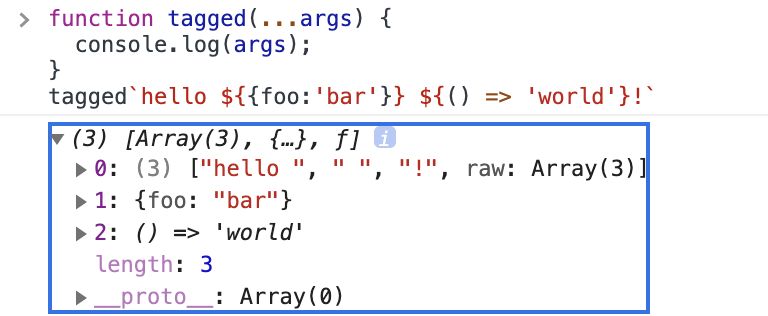 > function tagged(...args) {
console.log(args);
}
tagged`hello ${{foo:'bar'}} ${() => 'world'}!`
▼(3) [Array(3), {…}, ƒ] i
▶0: (3) ["hello ", " ", "!", raw: Array(3)]
▶1: {foo: "bar"}
▶2: () => 'world'
length: 3
▶__proto__: Array(0)